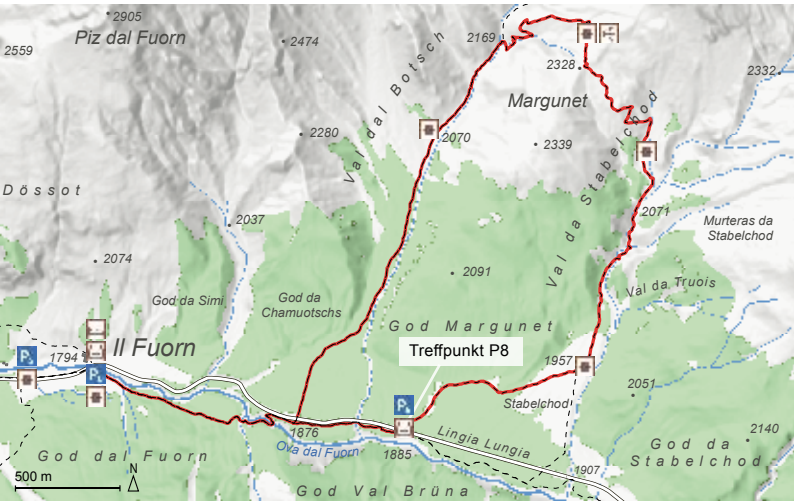 2905
Piz dal Fuorn
2559
2474
2169
2328
2332
Margunet
Val dal Botsch
2280
2070
2339
Val da Stabelchod
Dössot
2037
2071
Murteras da
Stabelchod
2074
2091
God da Simi
God da
Chamuotschs
Val da Truois
God Margunet
1794
Il Fuorn
Treffpunkt P8
1957
Stabelchod
2051
1876
Ova dal Fuorn
1885
Lingia Lungia
2140
God da
Stabelchod
God dal Fuorn
1907
500 m
N
God Val Brüna